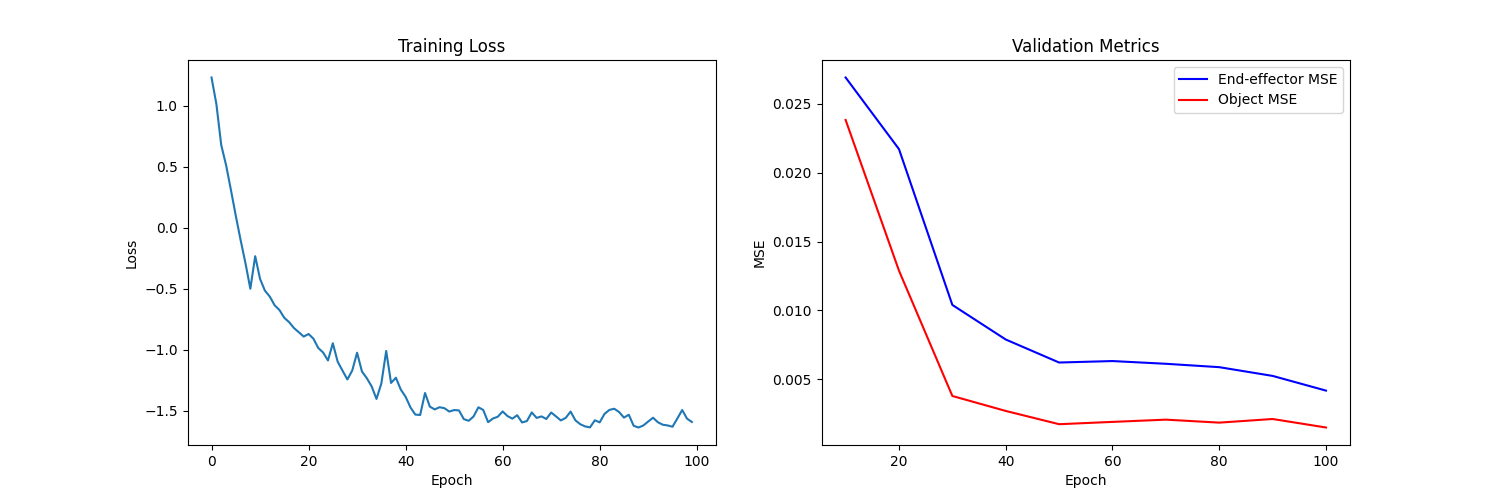 Training Loss
1.0
0.5
0.0
−0.5
−1.0
−1.5
Loss
0 20 40 60 80 100
Epoch
Validation Metrics
End-effector MSE
Object MSE
0.025
0.020
0.015
0.010
0.005
MSE
20 40 60 80 100
Epoch